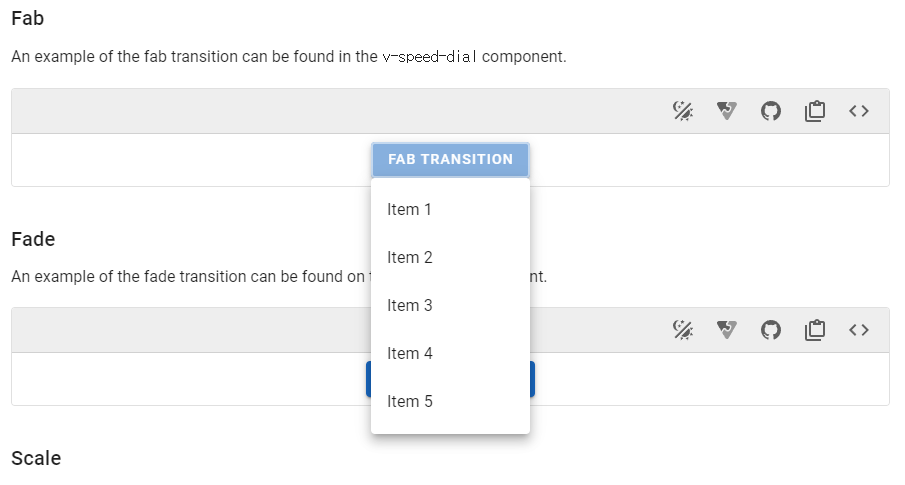 Fab
An example of the fab transition can be found in the v-speed-dial component.
FAB TRANSITION
Item 1
Item 2
Item 3
Item 4
Item 5
Fade
An example of the fade transition can be found on
Scale